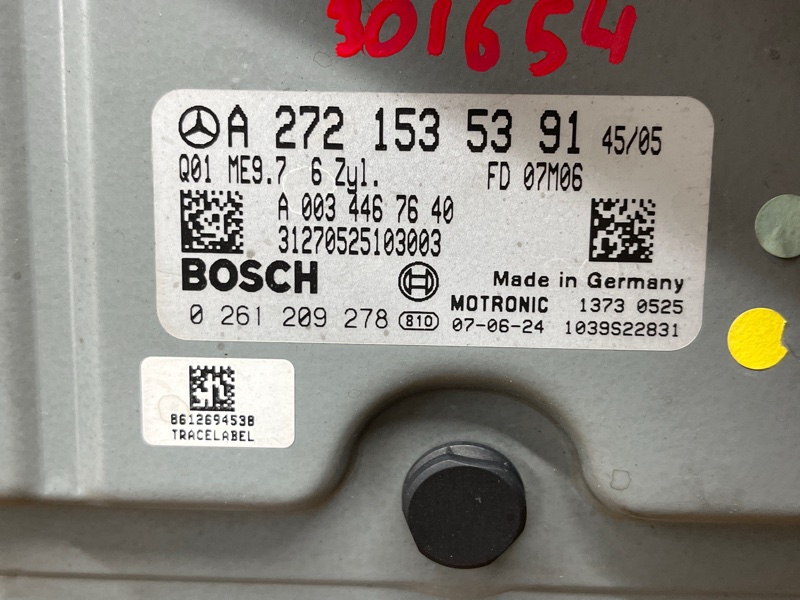 301654
A 272 153 53 91 45/05
Q01 ME9.7 6 Zyl. FD 07M06
A 003 446 76 40
31270525103003
BOSCH
Made in Germany
MOTRONIC 1373 0525
0 261 209 278 810 07-06-24 1039S22831
8612694538
TRACELABEL